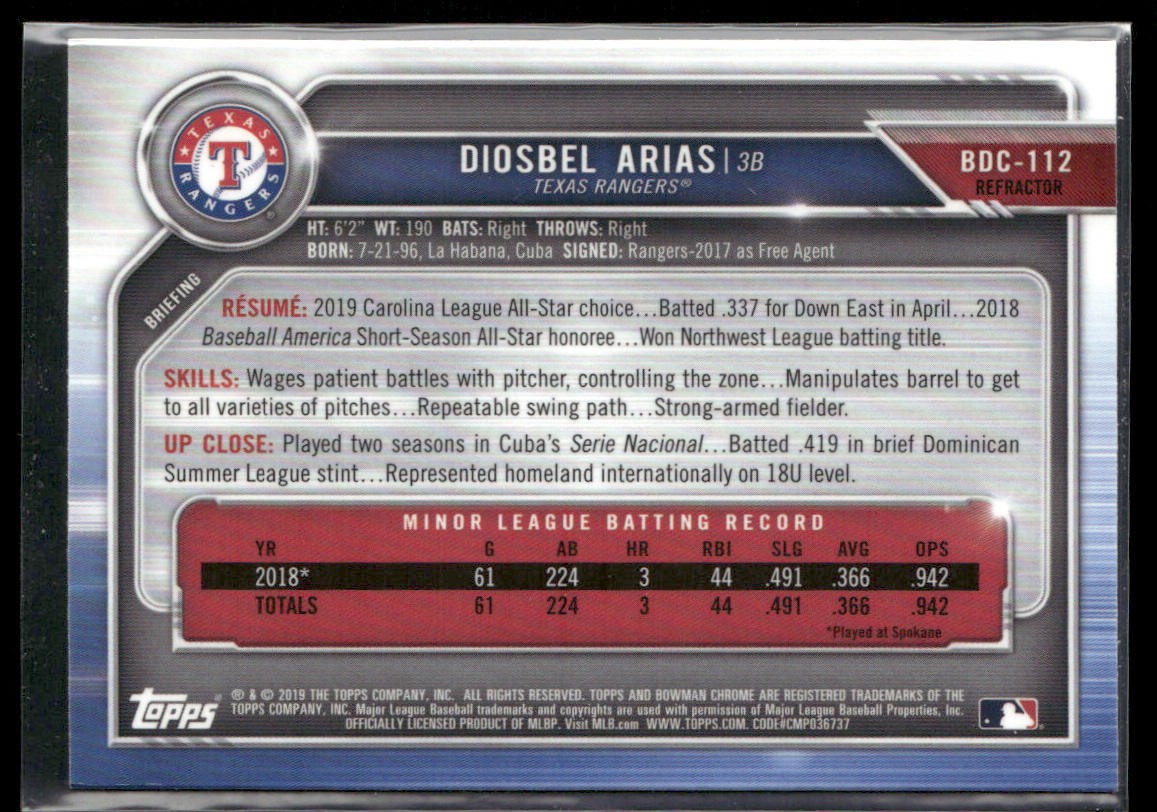 TEXAS
RANGERS
T
®
DIOSBEL ARIAS | 3B
TEXAS RANGERS®
BDC-112
REFRACTOR
HT: 6'2" WT: 190 BATS: Right THROWS: Right
BORN: 7-21-96, La Habana, Cuba SIGNED: Rangers-2017 as Free Agent
BRIEFING
RÉSUMÉ: 2019 Carolina League All-Star choice...Batted .337 for Down East in April...2018
Baseball America Short-Season All-Star honoree...Won Northwest League batting title.
SKILLS: Wages patient battles with pitcher, controlling the zone...Manipulates barrel to get
to all varieties of pitches...Repeatable swing path...Strong-armed fielder.
UP CLOSE: Played two seasons in Cuba's Serie Nacional...Batted .419 in brief Dominican
Summer League stint...Represented homeland internationally on 18U level.
MINOR LEAGUE BATTING RECORD
YR G AB HR RBI SLG AVG OPS
2018* 61 224 3 44 .491 .366 .942
TOTALS 61 224 3 44 .491 .366 .942
*Played at Spokane
Topps®
® & © 2019 THE TOPPS COMPANY, INC. ALL RIGHTS RESERVED. TOPPS AND BOWMAN CHROME ARE REGISTERED TRADEMARKS OF THE
TOPPS COMPANY, INC. Major League Baseball trademarks and copyrights are used with permission of Major League Baseball Properties, Inc.
OFFICIALLY LICENSED PRODUCT OF MLBP. Visit MLB.com WWW.TOPPS.COM. CODE#CMP036737